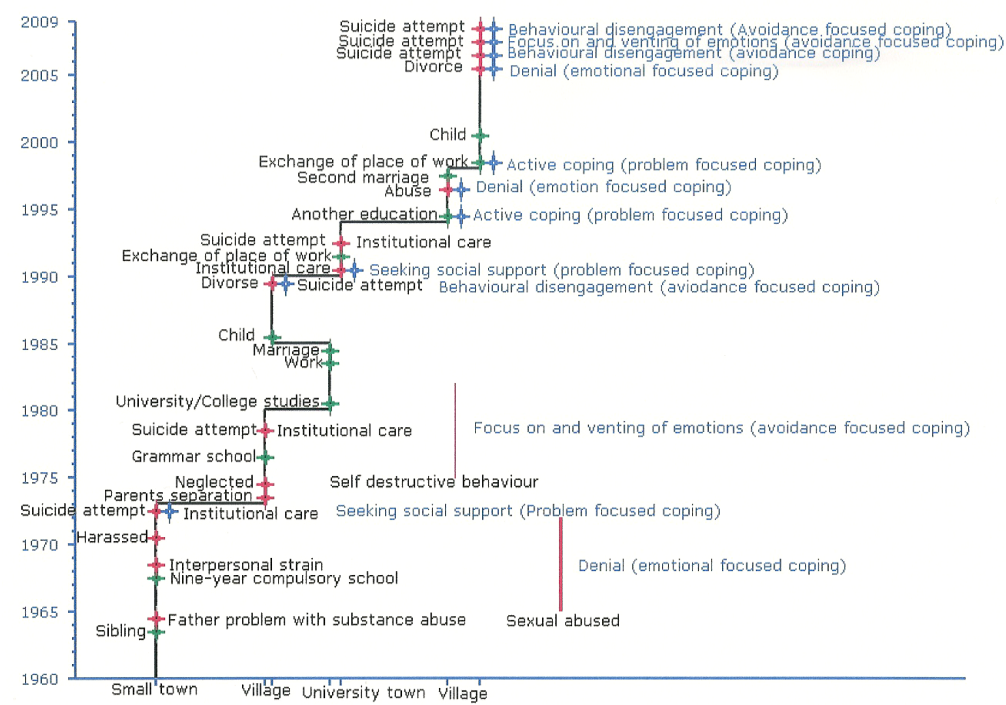 2009
Suicide attempt Behavioural disengagement (Avoidance focused coping)
Suicide attempt Focus on and venting of emotions (avoidance focused coping)
Suicide attempt Behavioural disengagement (aviodance focused coping)
Divorce Denial (emotional focused coping)
2005
Child
2000
Exchange of place of work Active coping (problem focused coping)
Second marriage
Abuse Denial (emotion focused coping)
1995
Another education Active coping (problem focused coping)
Suicide attempt Institutional care
Exchange of place of work
Institutional care Seeking social support (problem focused coping)
1990
Divorse Suicide attempt Behavioural disengagement (aviodance focused coping)
Child
1985
Marriage
Work
University/College studies
1980
Suicide attempt Institutional care Focus on and venting of emotions (avoidance focused coping)
Grammar school
1975
Neglected Self destructive behaviour
Parents separation
Suicide attempt Institutional care Seeking social support (Problem focused coping)
Harassed
1970
Interpersonal strain Denial (emotional focused coping)
Nine-year compulsory school
1965
Father problem with substance abuse Sexual abused
Sibling
1960
Small town Village University town Village